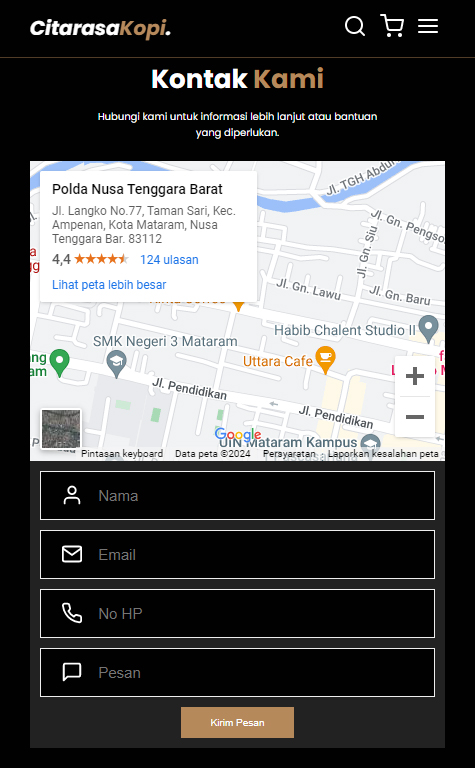 CitarasaKopi.
Kontak Kami
Hubungi kami untuk informasi lebih lanjut atau bantuan
yang diperlukan.
Polda Nusa Tenggara Barat
Jl. Langko No.77, Taman Sari, Kec.
Ampenan, Kota Mataram, Nusa
Tenggara Bar. 83112
4,4 124 ulasan
Lihat peta lebih besar
Jl. TGH Abdul
Jl. Gn. Pengsong
Jl. Gn. Siu
Jl. Gn. Lawu
Jl. Gn. Baru
Habib Chalent Studio II
SMK Negeri 3 Mataram
Uttara Cafe
Jl. Pendidikan
Jl. Pendidikan
Google
UIN Mataram Kampus
Pintasan keyboard Data peta ©2024 Persyaratan Laporkan kesalahan peta
Nama
Email
No HP
Pesan
Kirim Pesan